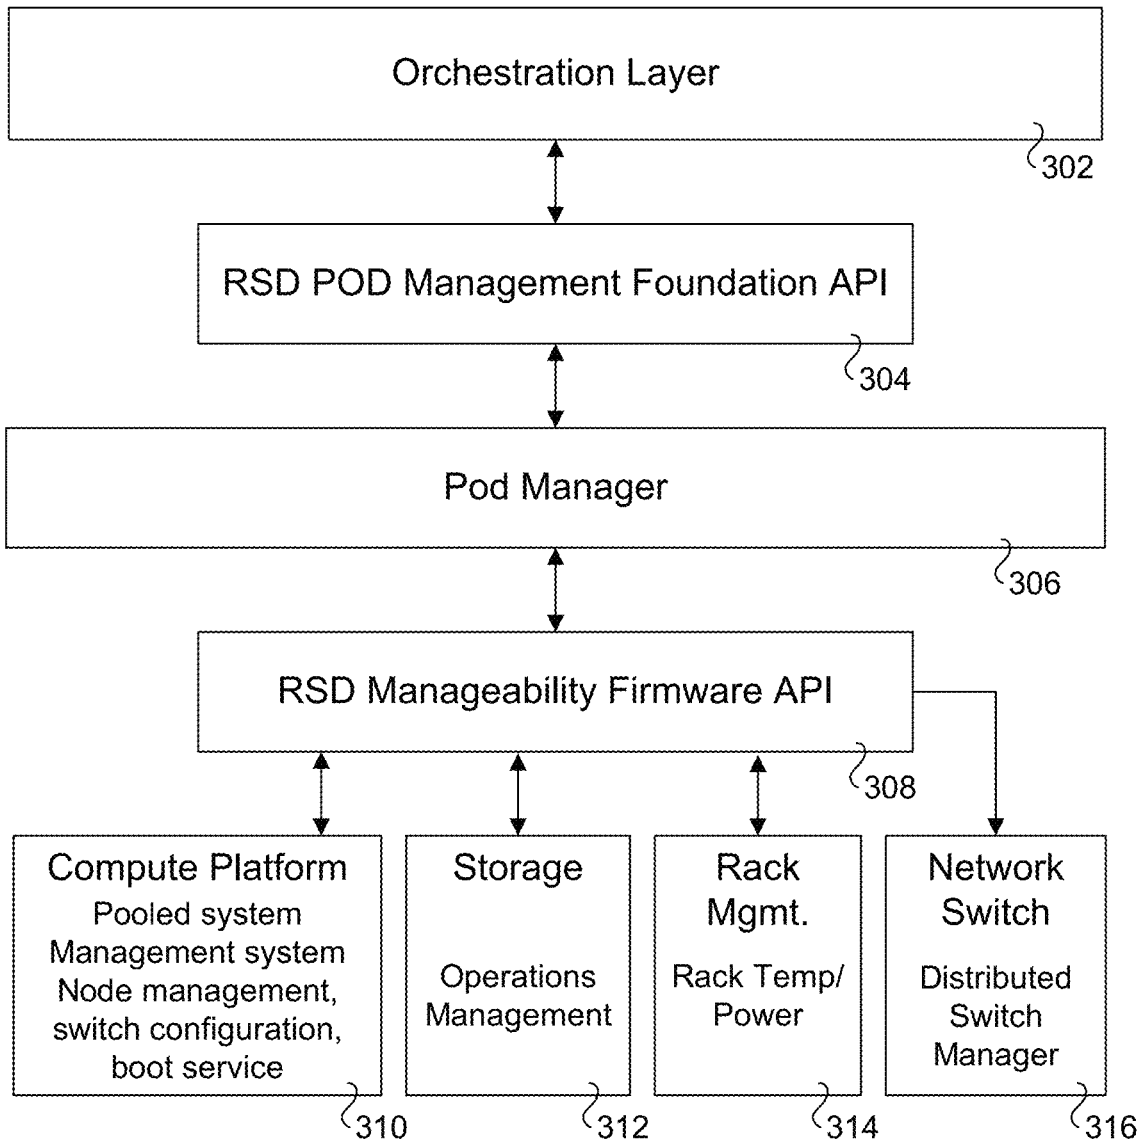 Orchestration Layer
302
RSD POD Management Foundation API
304
Pod Manager
306
RSD Manageability Firmware API
308
Compute Platform
Pooled system
Management system
Node management,
switch configuration,
boot service
310
Storage
Operations
Management
312
Rack
Mgmt.
Rack Temp/
Power
314
Network
Switch
Distributed
Switch
Manager
316